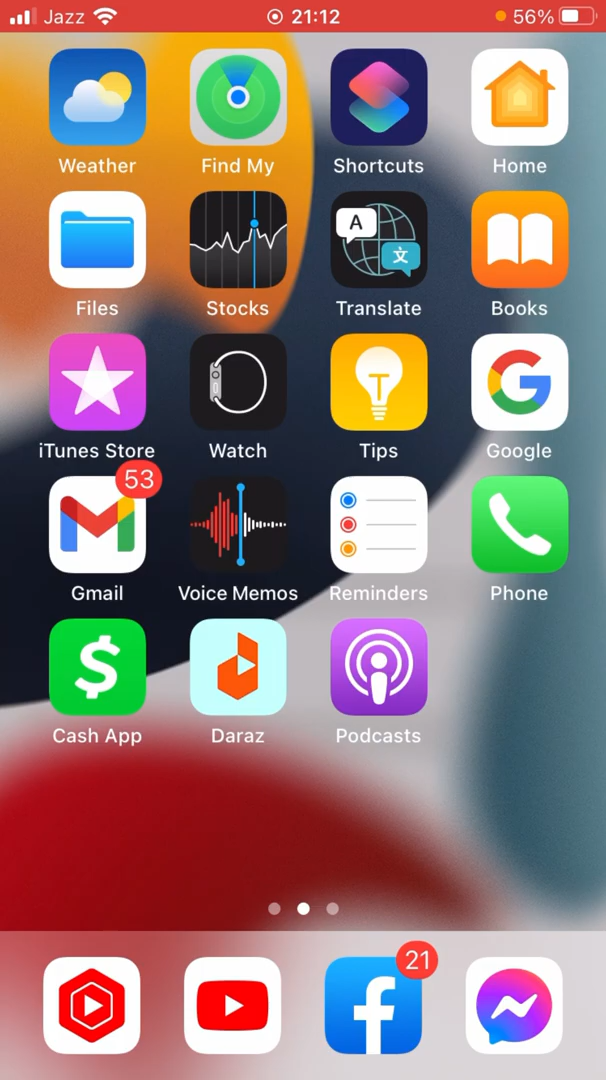 Jazz 21:12 56%
Weather Find My Shortcuts Home
A 文
Files Stocks Translate Books
iTunes Store Watch Tips Google
53
Gmail Voice Memos Reminders Phone
$
Cash App Daraz Podcasts
21